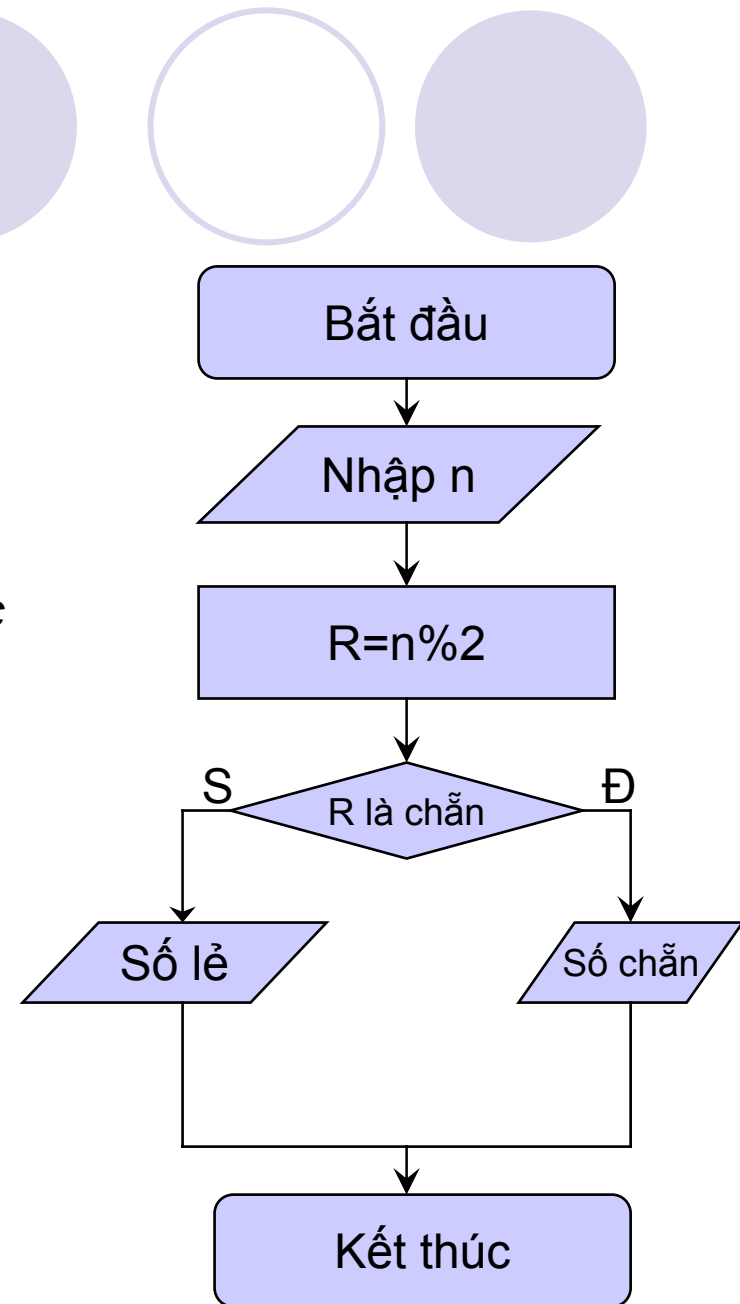 Bắt đầu
Nhập n
R=n%2
S
Đ
R là chẵn
Số lẻ
Số chẵn
Kết thúc